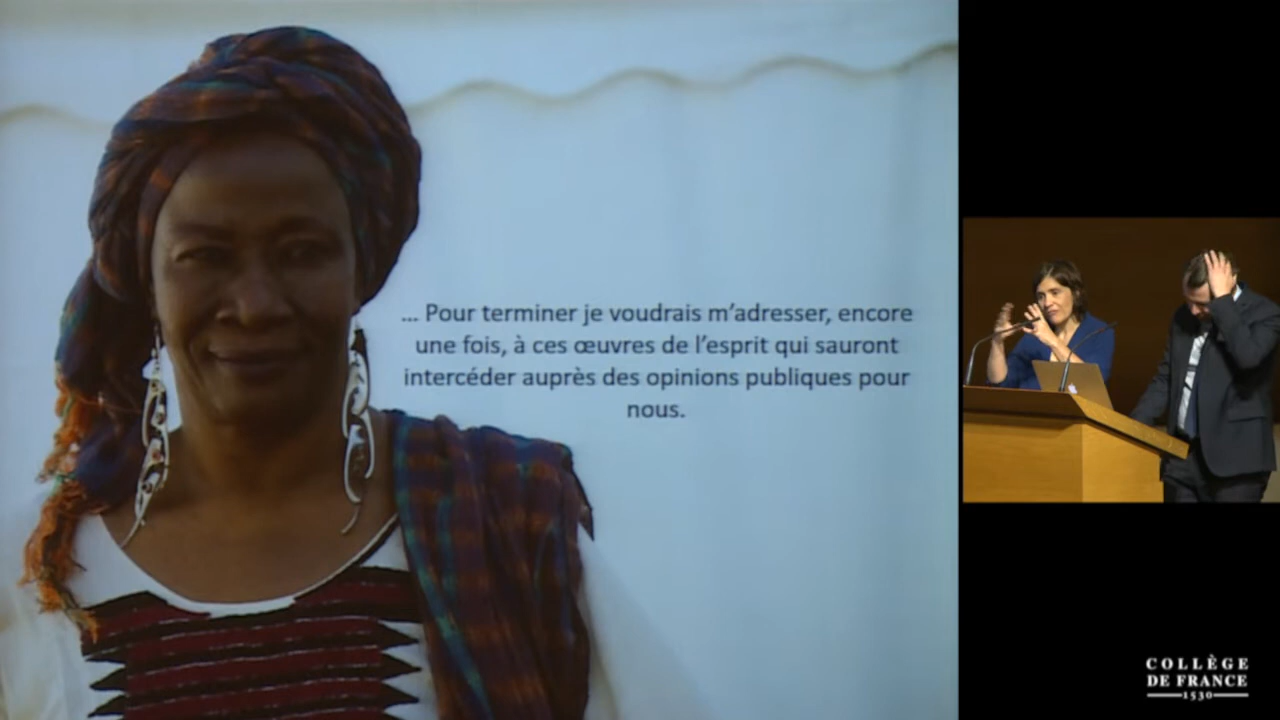 ... Pour terminer je voudrais m’adresser, encore
une fois, à ces œuvres de l’esprit qui sauront
intercéder auprès des opinions publiques pour
nous.
COLLÈGE
DE FRANCE
1530